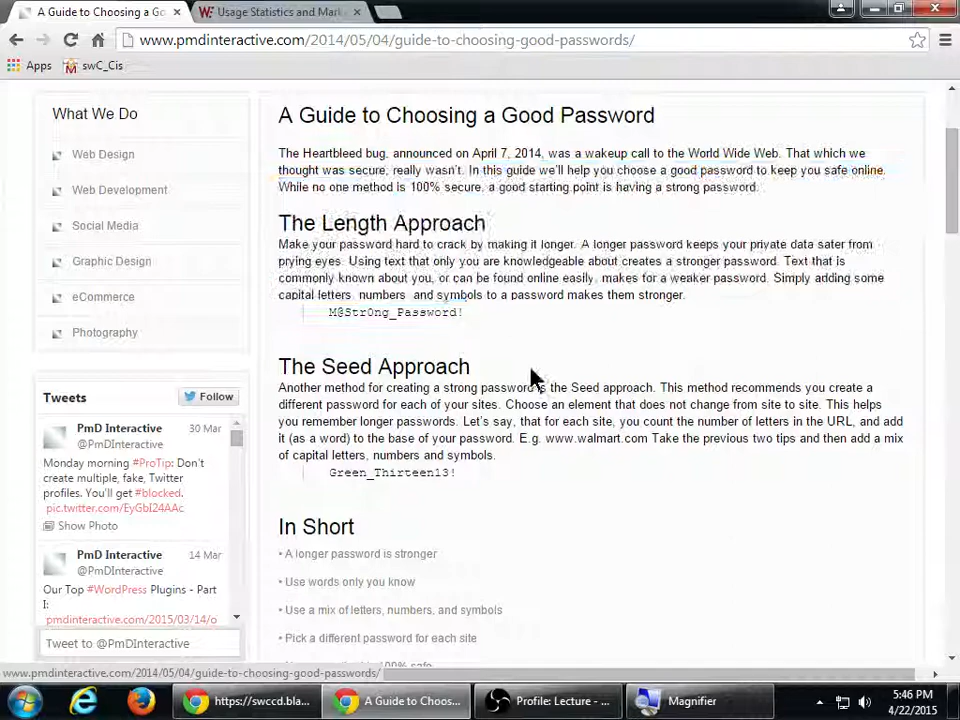 A Guide to Choosing a Go
Usage Statistics and Mark
www.pmdinteractive.com/2014/05/04/guide-to-choosing-good-passwords/
Apps
swC_Cis
What We Do
Web Design
Web Development
Social Media
Graphic Design
eCommerce
Photography
Tweets
Follow
PmD Interactive 30 Mar
@PmDInteractive
Monday morning #ProTip: Don't
create multiple, fake, Twitter
profiles. You'll get #blocked.
pic.twitter.com/EyGbI24AAc
Show Photo
PmD Interactive 14 Mar
@PmDInteractive
Our Top #WordPress Plugins - Part
I:
pmdinteractive.com/2015/03/14/o
Tweet to @PmDInteractive
A Guide to Choosing a Good Password
The Heartbleed bug, announced on April 7, 2014, was a wakeup call to the World Wide Web. That which we
thought was secure, really wasn't. In this guide we'll help you choose a good password to keep you safe online.
While no one method is 100% secure, a good starting point is having a strong password.
The Length Approach
Make your password hard to crack by making it longer. A longer password keeps your private data safer from
prying eyes. Using text that only you are knowledgeable about creates a stronger password. Text that is
commonly known about you, or can be found online easily, makes for a weaker password. Simply adding some
capital letters, numbers and symbols to a password makes them stronger.
M@Str0ng_Password!
The Seed Approach
Another method for creating a strong password is the Seed approach. This method recommends you create a
different password for each of your sites. Choose an element that does not change from site to site. This helps
you remember longer passwords. Let's say, that for each site, you count the number of letters in the URL, and add
it (as a word) to the base of your password. E.g. www.walmart.com Take the previous two tips and then add a mix
of capital letters, numbers and symbols.
Green_Thirteen13!
In Short
• A longer password is stronger
• Use words only you know
• Use a mix of letters, numbers, and symbols
• Pick a different password for each site
www.pmdinteractive.com/2014/05/04/guide-to-choosing-good-passwords/
https://swccd.bla...
A Guide to Choos...
Profile: Lecture - ...
Magnifier
5:46 PM
4/22/2015